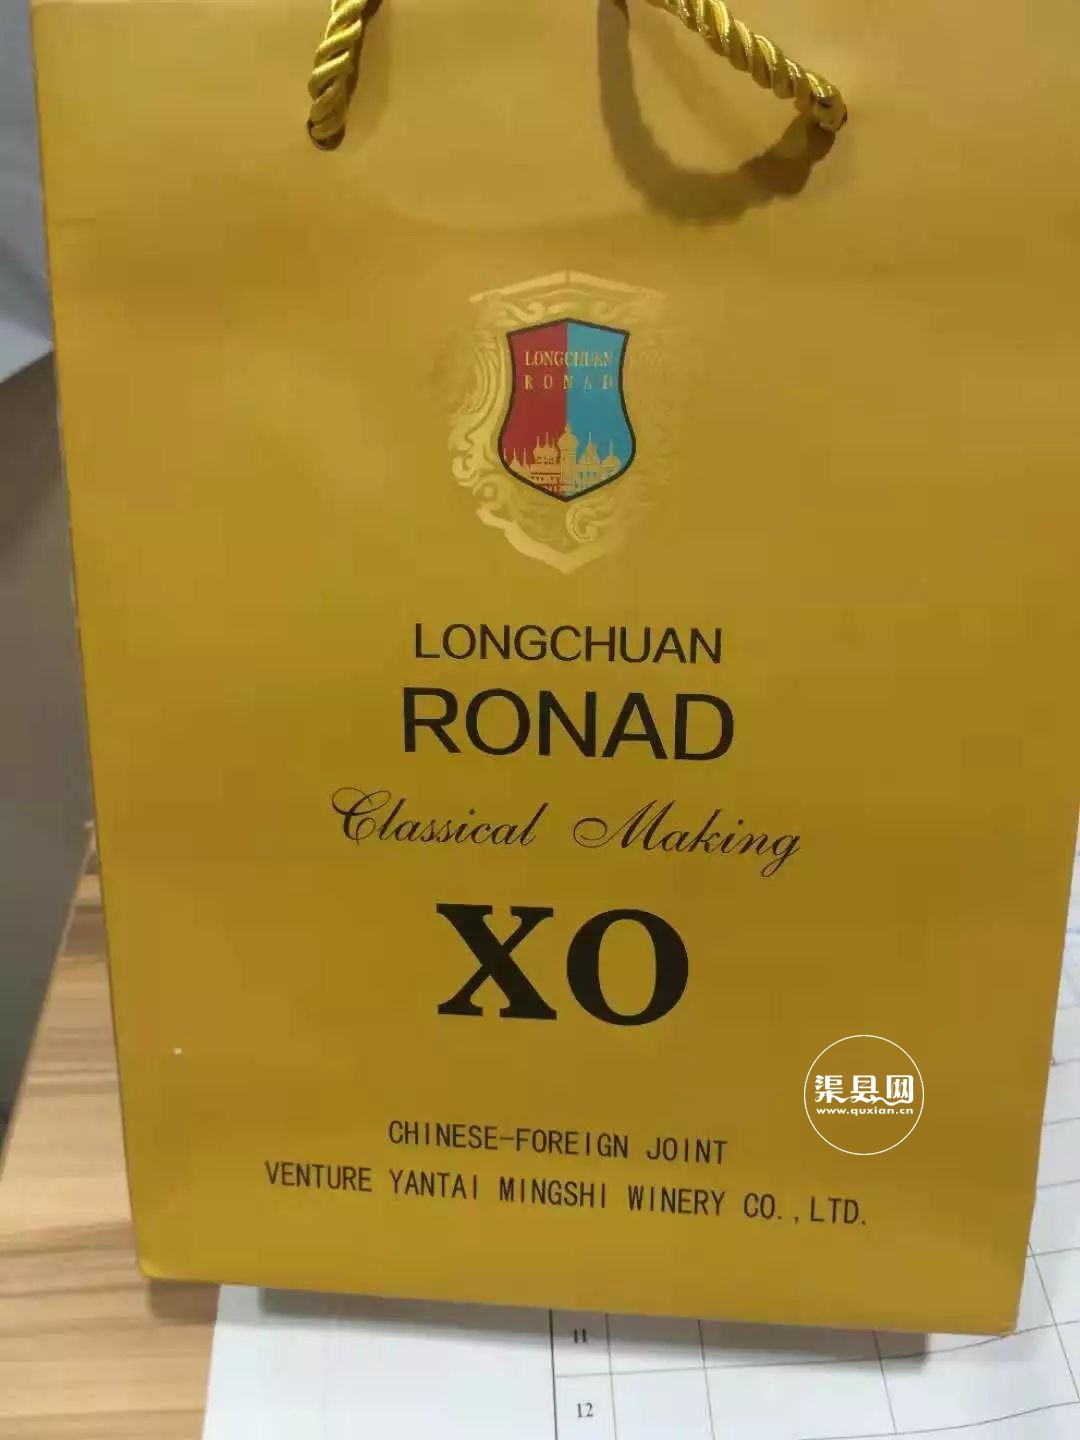 LONGCHUAN
RONAD
LONGCHUAN
RONAD
Classical Making
XO
渠县网
www.quxian.cn
CHINESE-FOREIGN JOINT
VENTURE YANTAI MINGSHI WINERY CO.,LTD.
11
12